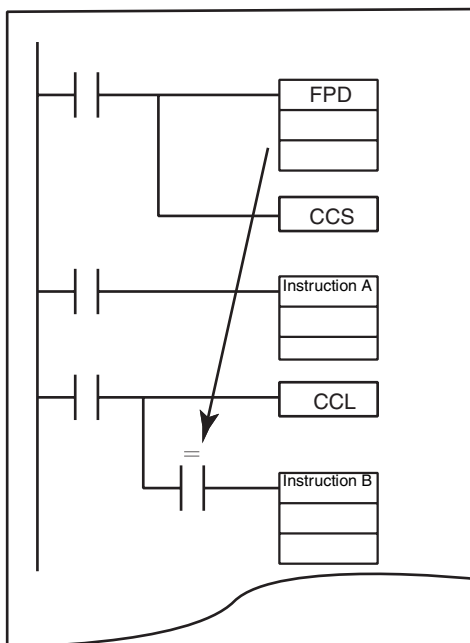 FPD
CCS
Instruction A
CCL
=
Instruction B